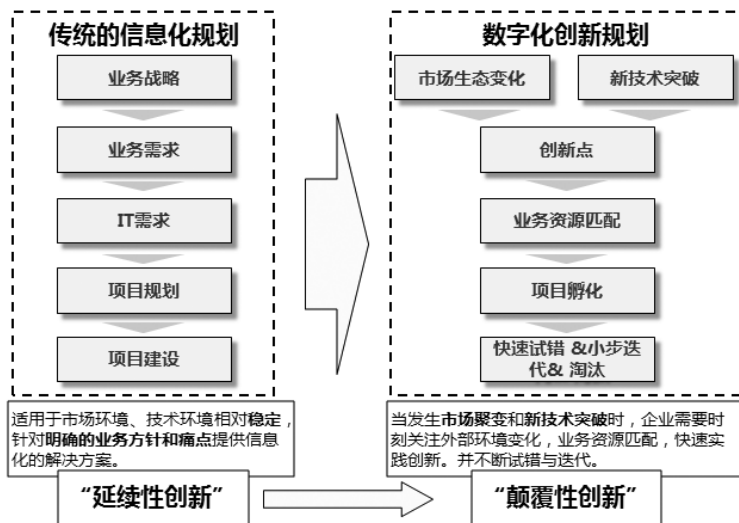 传统的信息化规划
业务战略
业务需求
IT需求
项目规划
项目建设
适用于市场环境、技术环境相对稳定，
针对明确的业务方针和痛点提供信息
化的解决方案。
“延续性创新”
数字化创新规划
市场生态变化
新技术突破
创新点
业务资源匹配
项目孵化
快速试错 &小步迭
代& 淘汰
当发生市场聚变和新技术突破时，企业需要时
刻关注外部环境变化，业务资源匹配，快速实
践创新。并不断试错与迭代。
“颠覆性创新”